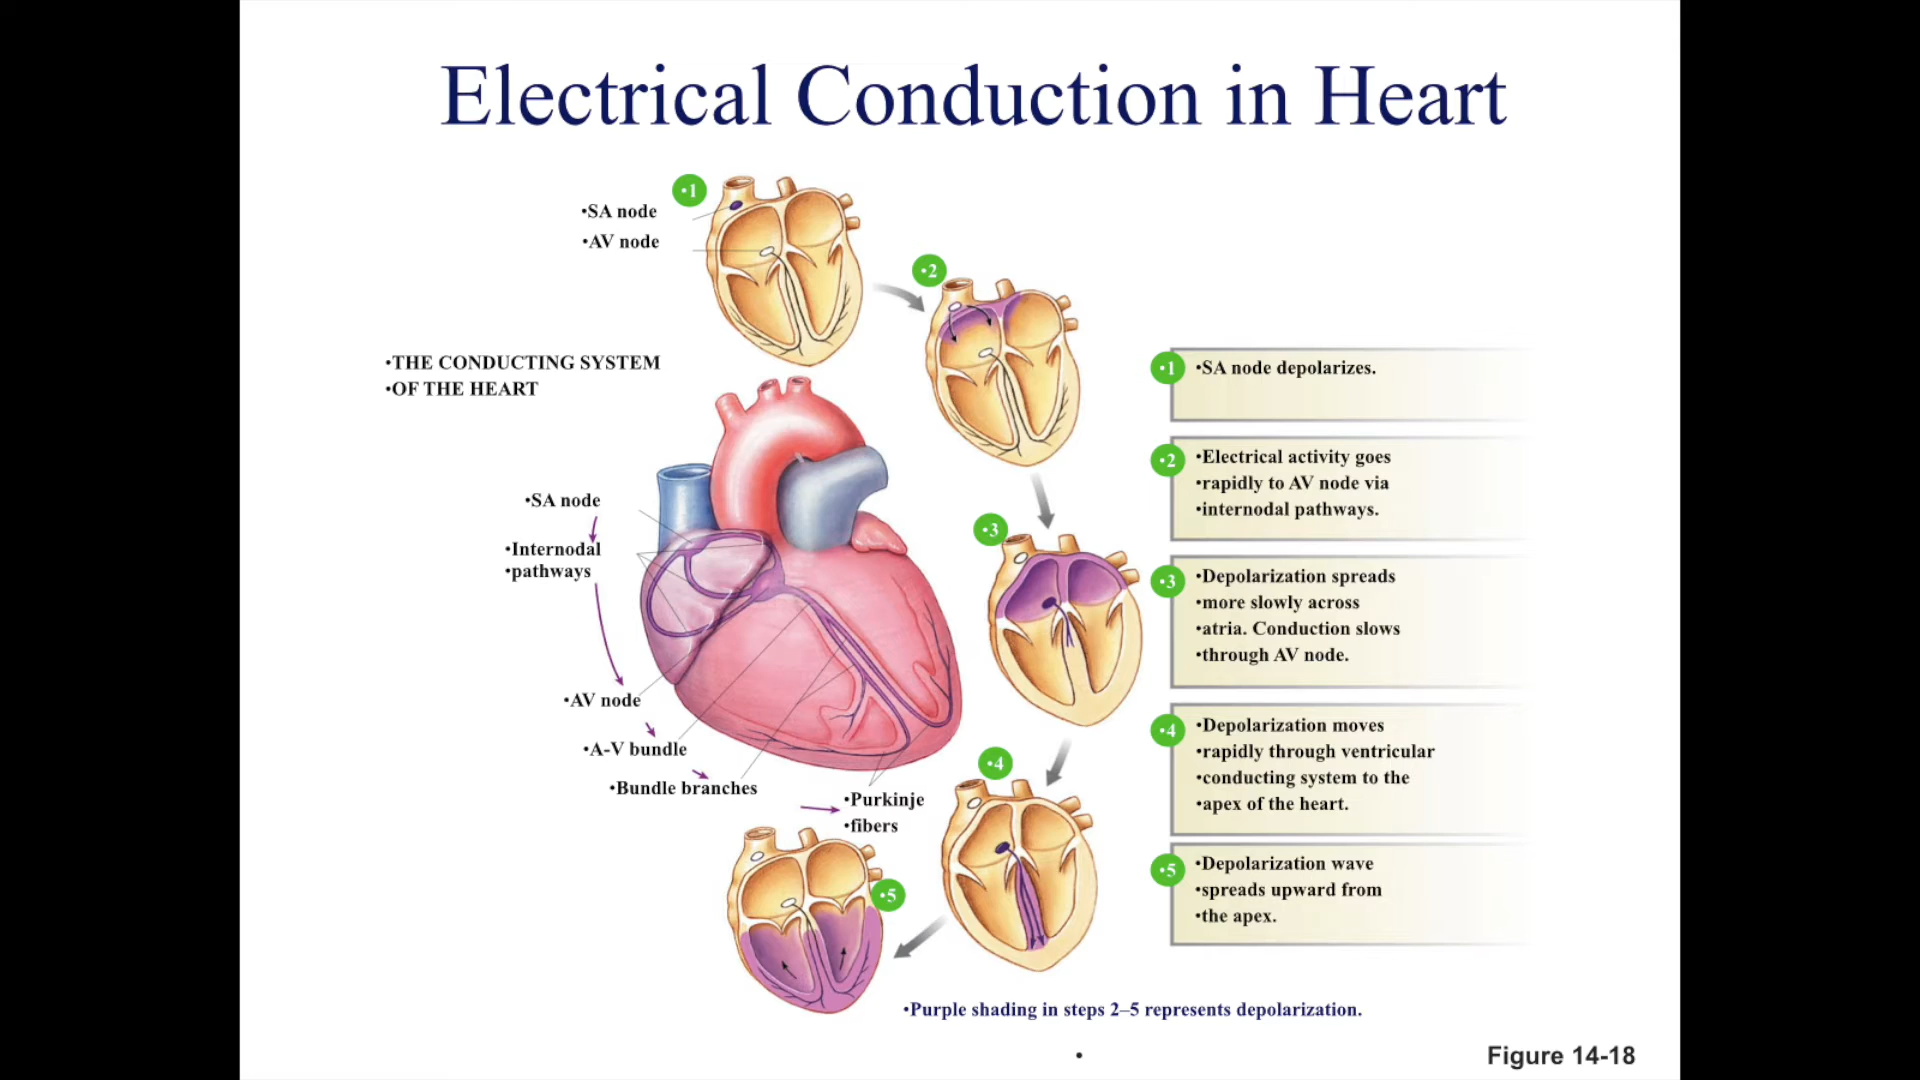 Electrical Conduction in Heart
•1
•SA node
•AV node
•2
•THE CONDUCTING SYSTEM
•OF THE HEART
•SA node
•Internodal
•pathways
•AV node
•A-V bundle
•Bundle branches
•Purkinje
•fibers
•3
•4
•5
•1 •SA node depolarizes.
•2 •Electrical activity goes
•rapidly to AV node via
•internodal pathways.
•3 •Depolarization spreads
•more slowly across
•atria. Conduction slows
•through AV node.
•4 •Depolarization moves
•rapidly through ventricular
•conducting system to the
•apex of the heart.
•5 •Depolarization wave
•spreads upward from
•the apex.
•Purple shading in steps 2–5 represents depolarization.
•
Figure 14-18